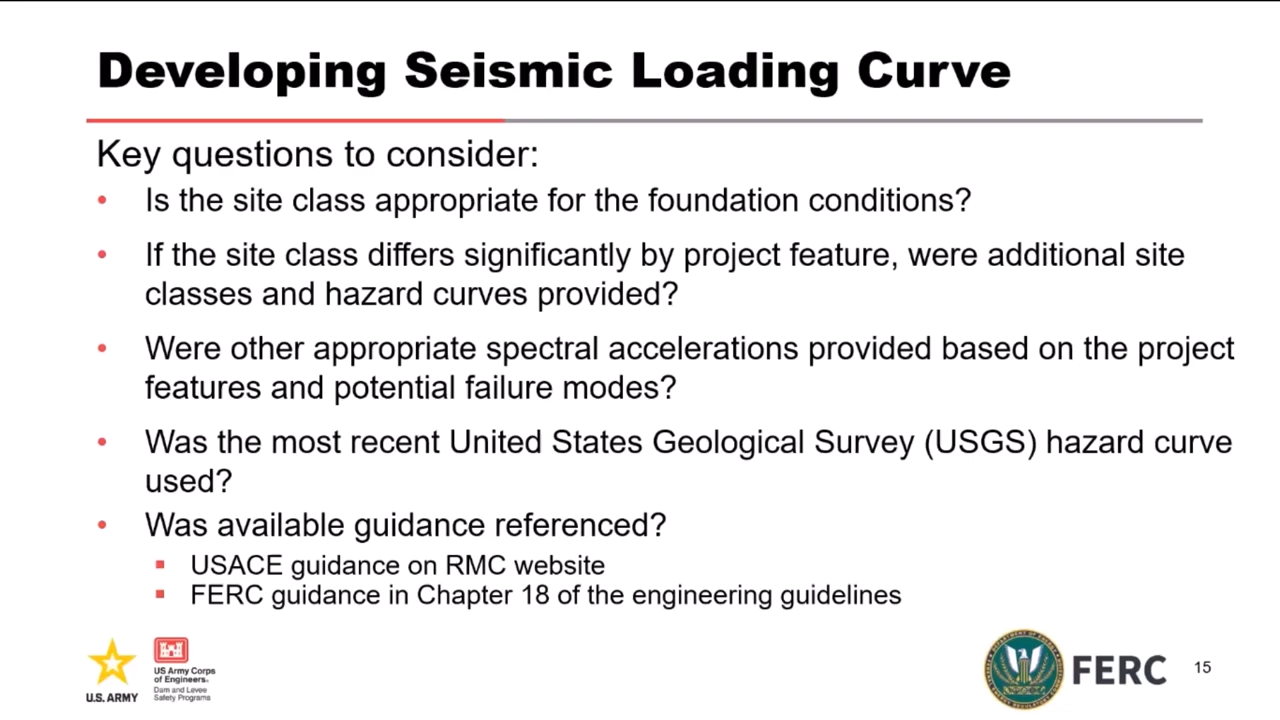 Developing Seismic Loading Curve
Key questions to consider:
• Is the site class appropriate for the foundation conditions?
• If the site class differs significantly by project feature, were additional site
classes and hazard curves provided?
• Were other appropriate spectral accelerations provided based on the project
features and potential failure modes?
• Was the most recent United States Geological Survey (USGS) hazard curve
used?
• Was available guidance referenced?
▪ USACE guidance on RMC website
▪ FERC guidance in Chapter 18 of the engineering guidelines
U.S. ARMY
US Army Corps
of Engineers®
Dam and Levee
Safety Programs
FERC
15